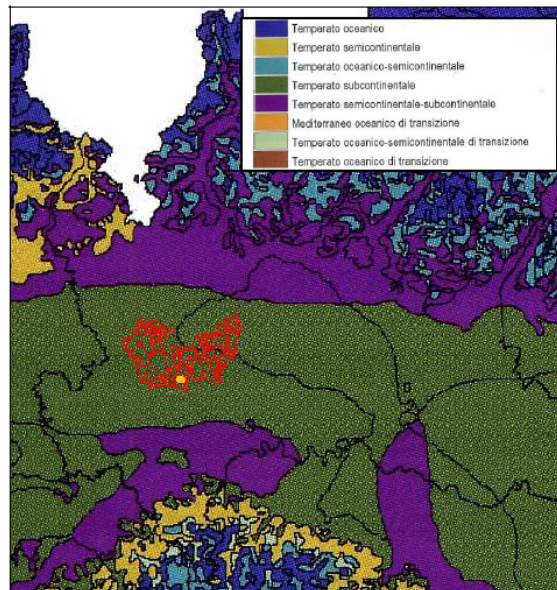 Temperato oceanico
Temperato semicontinentale
Temperato oceanico-semicontinentale
Temperato subcontinentale
Temperato semicontinentale-subcontinentale
Mediterraneo oceanico di transizione
Temperato oceanico-semicontinentale di transizione
Temperato oceanico di transizione